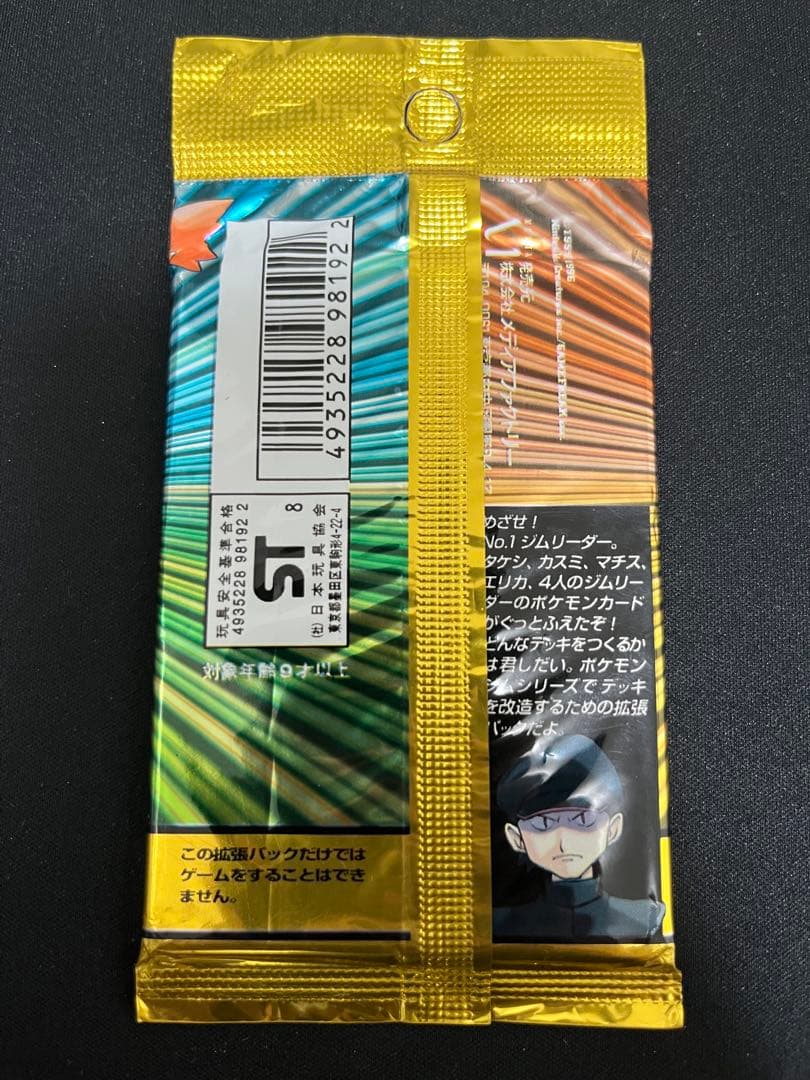 4935228 98192 2
玩具安全基準合格
4935228 98192 2
ST
8
(社) 日本玩具協会
東京都墨田区東駒形4-22-4
対象年齢9才以上
この拡張パックだけでは
ゲームをすることはでき
ません。
発売元
株式会社メディアファクトリー
めざせ!
No.1ジムリーダー。
タケシ、カスミ、マチス、
エリカ、4人のジムリー
ダーのポケモンカード
がぐっとふえたぞ!
どんなデッキをつくるか
は君しだい。ポケモン
ジムシリーズでデッキ
を改造するための拡張
パックだよ。